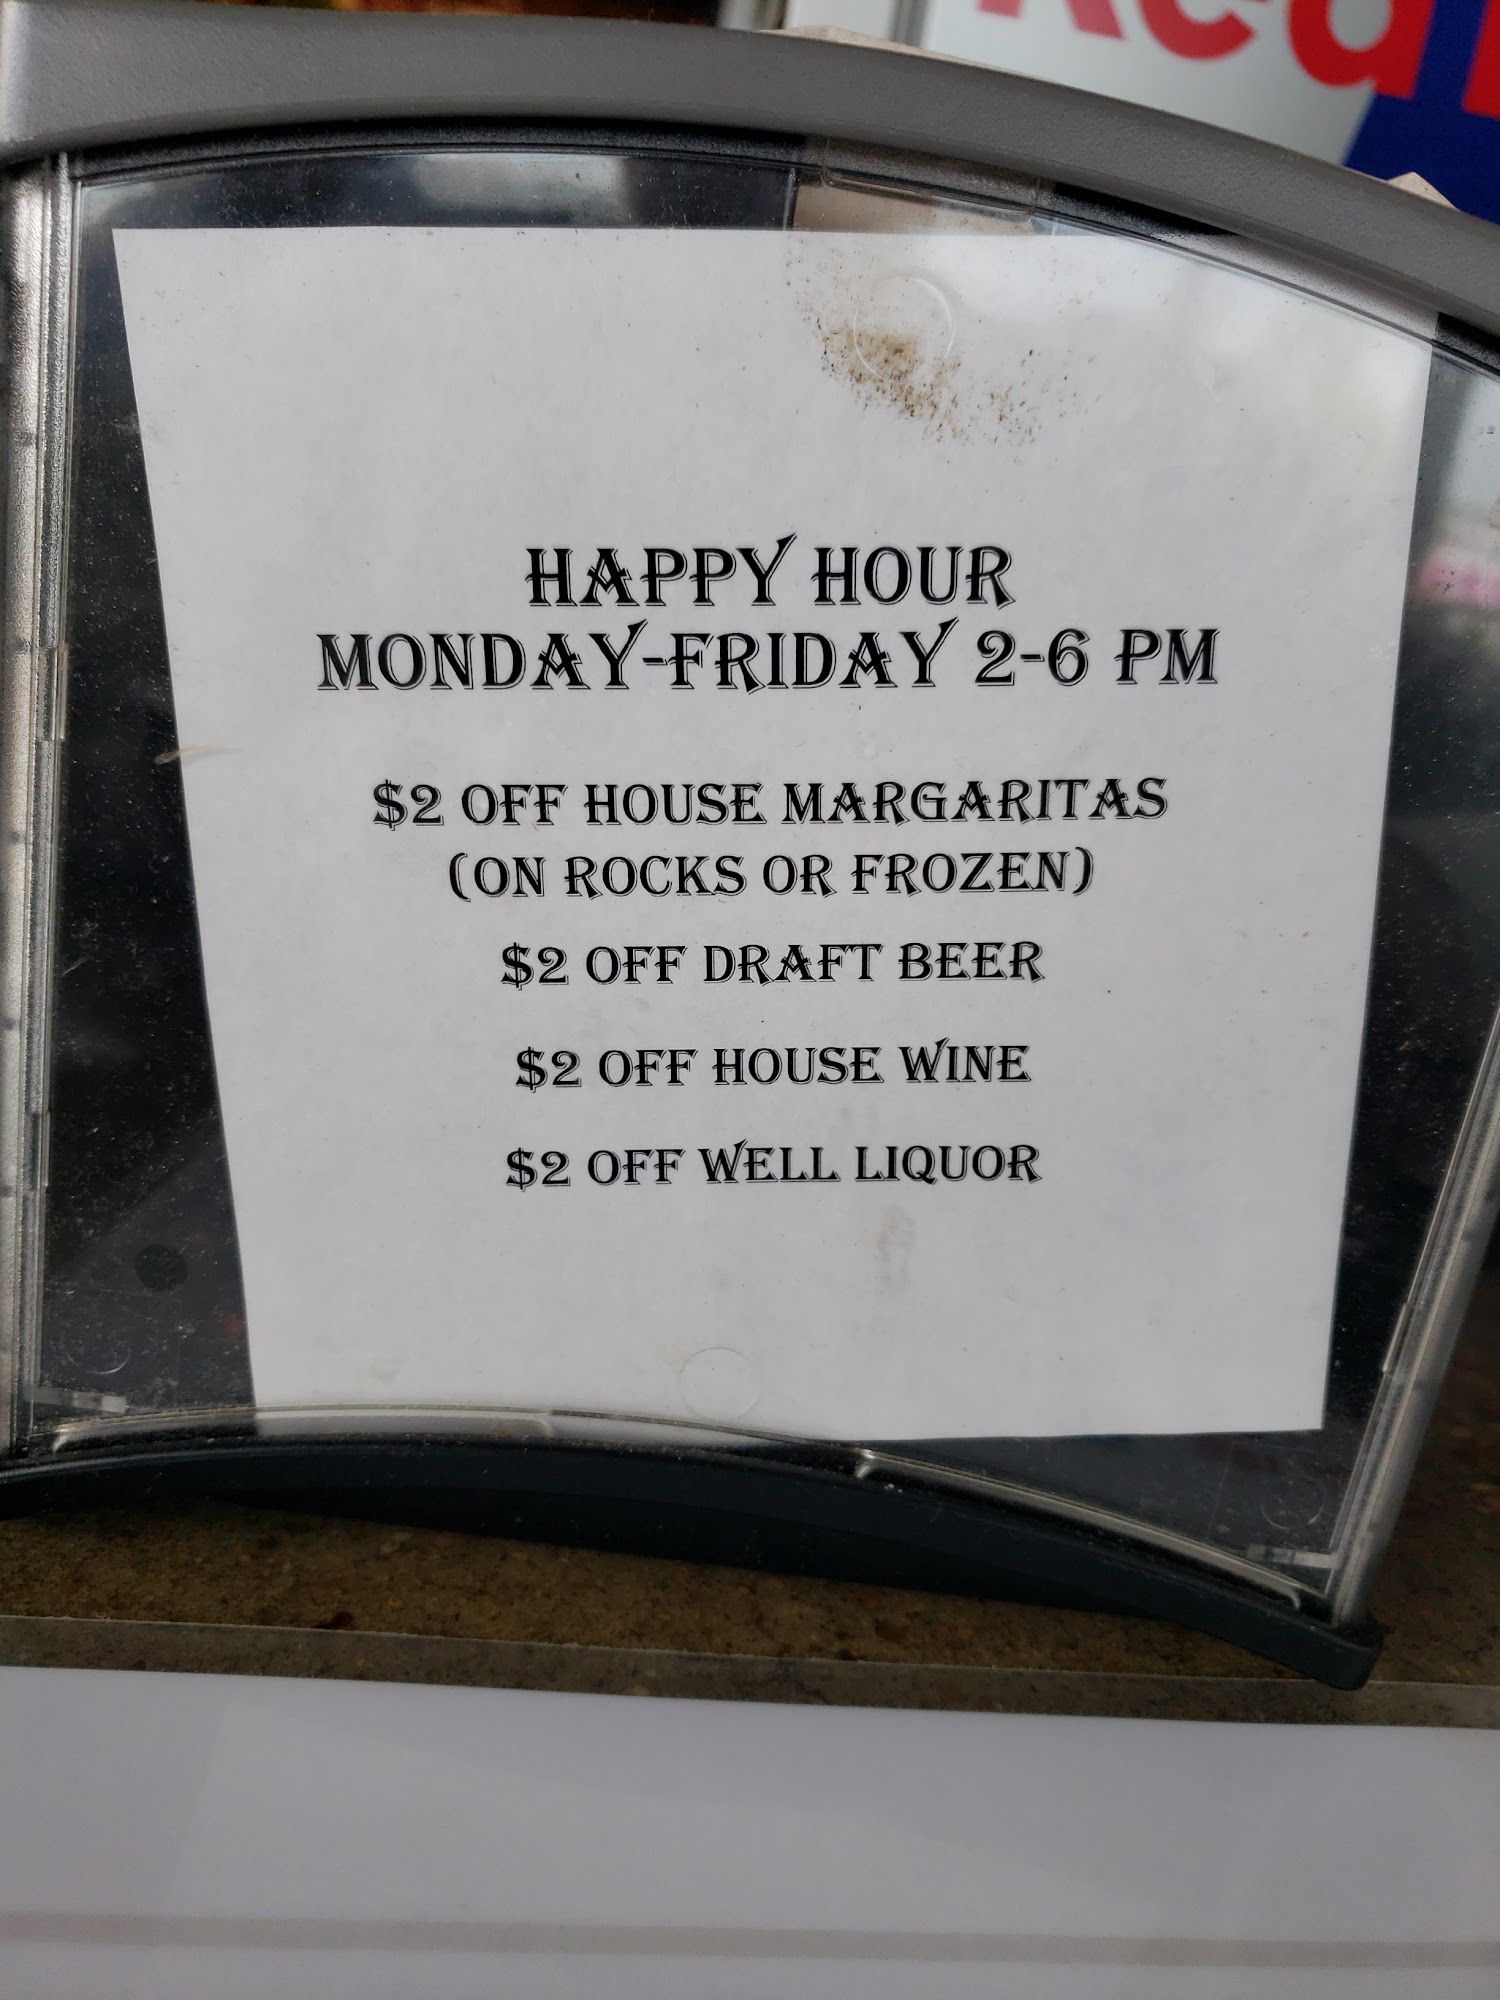 Red
HAPPY HOUR
MONDAY-FRIDAY 2-6 PM
$2 OFF HOUSE MARGARITAS
(ON ROCKS OR FROZEN)
$2 OFF DRAFT BEER
$2 OFF HOUSE WINE
$2 OFF WELL LIQUOR